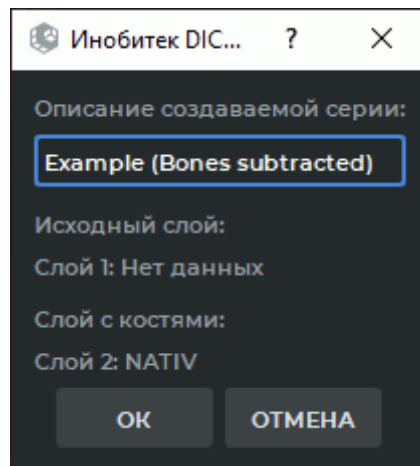 Инобитек DIC... ?
Описание создаваемой серии:
Example (Bones subtracted)
Исходный слой:
Слой 1: Нет данных
Слой с костями:
Слой 2: NATIV
ОК ОТМЕНА